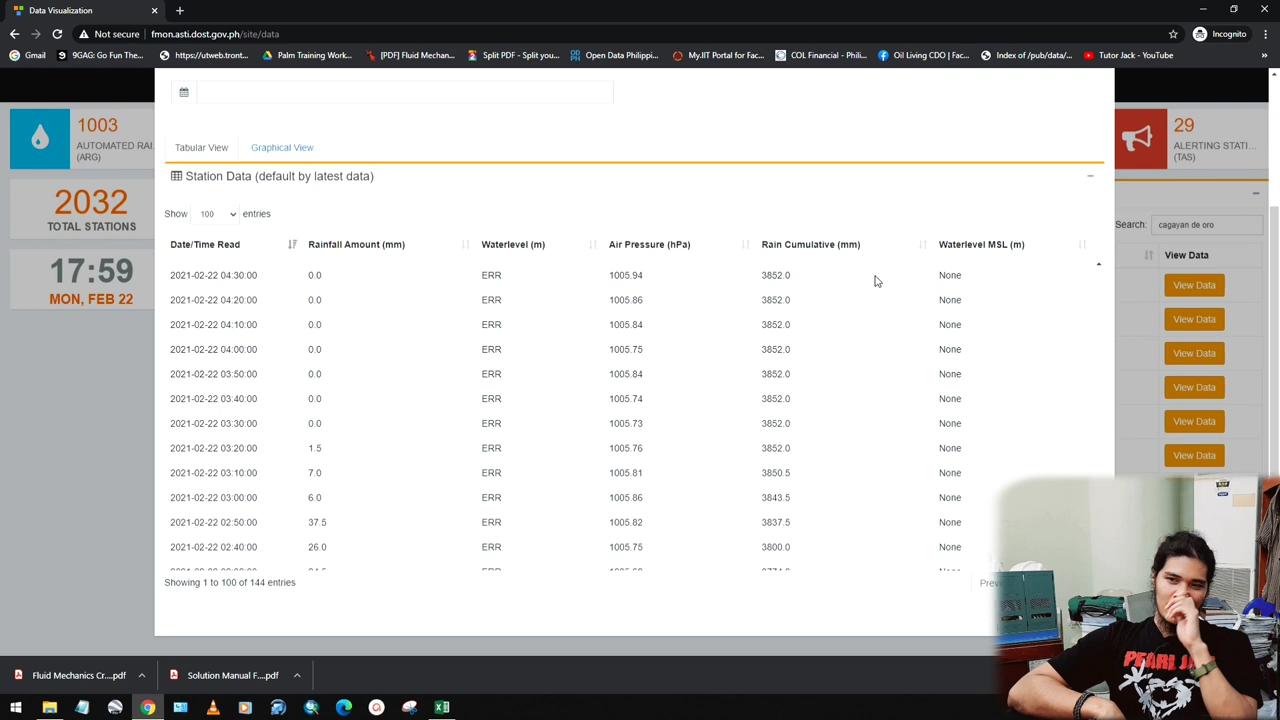 Data Visualization
Not secure fmon.asti.dost.gov.ph/site/data Incognito
Gmail 9GAG: Go Fun The... https://utweb.tront... Palm Training Work... [PDF] Fluid Mechan... Split PDF - Split you... Open Data Philippin... My.IIT Portal for Fac... COL Financial - Phili... Oil Living CDO | Fac... Index of /pub/data/... Tutor Jack - YouTube »
1003
AUTOMATED RAI
(ARG)
2032
TOTAL STATIONS
17:59
MON, FEB 22
29
ALERTING STATI...
(TAS)
Search: cagayan de oro
View Data
View Data
View Data
View Data
View Data
View Data
View Data
Tabular View Graphical View
Station Data (default by latest data)
Show 100 entries
Date/Time Read Rainfall Amount (mm) Waterlevel (m) Air Pressure (hPa) Rain Cumulative (mm) Waterlevel MSL (m)
2021-02-22 04:30:00 0.0 ERR 1005.94 3852.0 None
2021-02-22 04:20:00 0.0 ERR 1005.86 3852.0 None
2021-02-22 04:10:00 0.0 ERR 1005.84 3852.0 None
2021-02-22 04:00:00 0.0 ERR 1005.75 3852.0 None
2021-02-22 03:50:00 0.0 ERR 1005.84 3852.0 None
2021-02-22 03:40:00 0.0 ERR 1005.74 3852.0 None
2021-02-22 03:30:00 0.0 ERR 1005.73 3852.0 None
2021-02-22 03:20:00 1.5 ERR 1005.76 3852.0 None
2021-02-22 03:10:00 7.0 ERR 1005.81 3850.5 None
2021-02-22 03:00:00 6.0 ERR 1005.86 3843.5 None
2021-02-22 02:50:00 37.5 ERR 1005.82 3837.5 None
2021-02-22 02:40:00 26.0 ERR 1005.75 3800.0 None
Showing 1 to 100 of 144 entries
Fluid Mechanics Cr....pdf Solution Manual F....pdf
PEARL JA